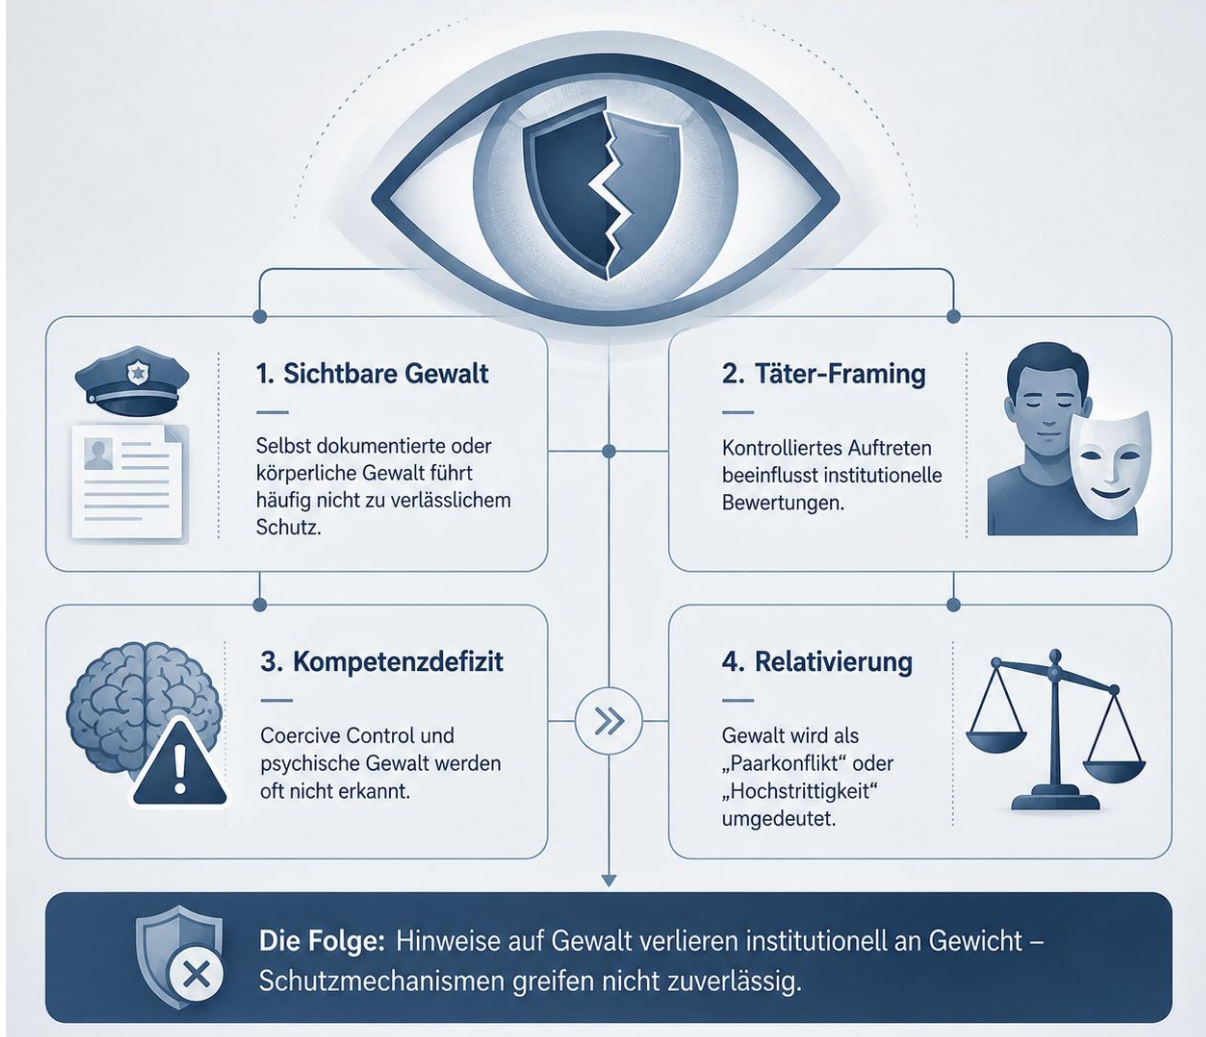 1. Sichtbare Gewalt
Selbst dokumentierte oder
körperliche Gewalt führt
häufig nicht zu verlässlichem
Schutz.
2. Täter-Framing
Kontrolliertes Auftreten
beeinflusst institutionelle
Bewertungen.
3. Kompetenzdefizit
Coercive Control und
psychische Gewalt werden
oft nicht erkannt.
4. Relativierung
Gewalt wird als
„Paarkonflikt“ oder
„Hochstrittigkeit“
umgedeutet.
Die Folge: Hinweise auf Gewalt verlieren institutionell an Gewicht –
Schutzmechanismen greifen nicht zuverlässig.